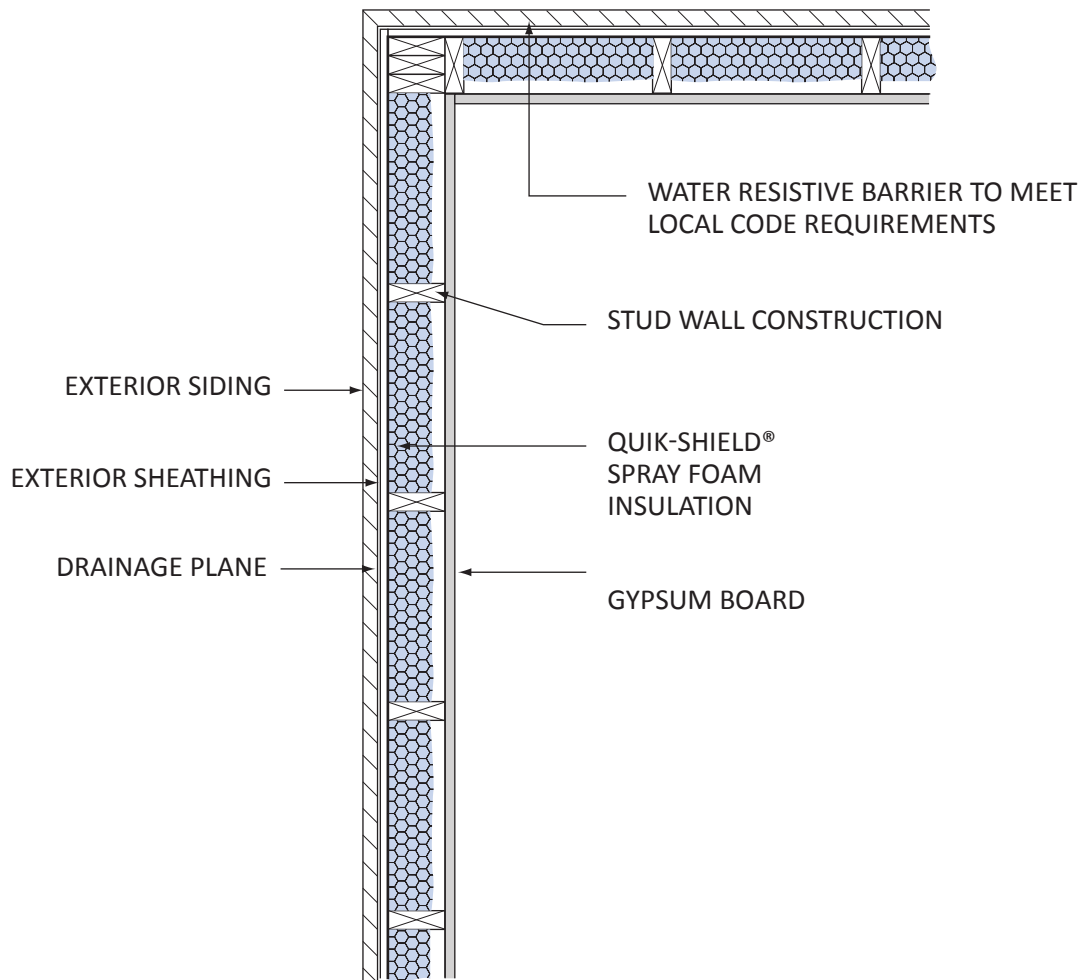 WATER RESISTIVE BARRIER TO MEET
LOCAL CODE REQUIREMENTS
STUD WALL CONSTRUCTION
EXTERIOR SIDING
QUIK-SHIELD®
SPRAY FOAM
INSULATION
EXTERIOR SHEATHING
DRAINAGE PLANE
GYPSUM BOARD